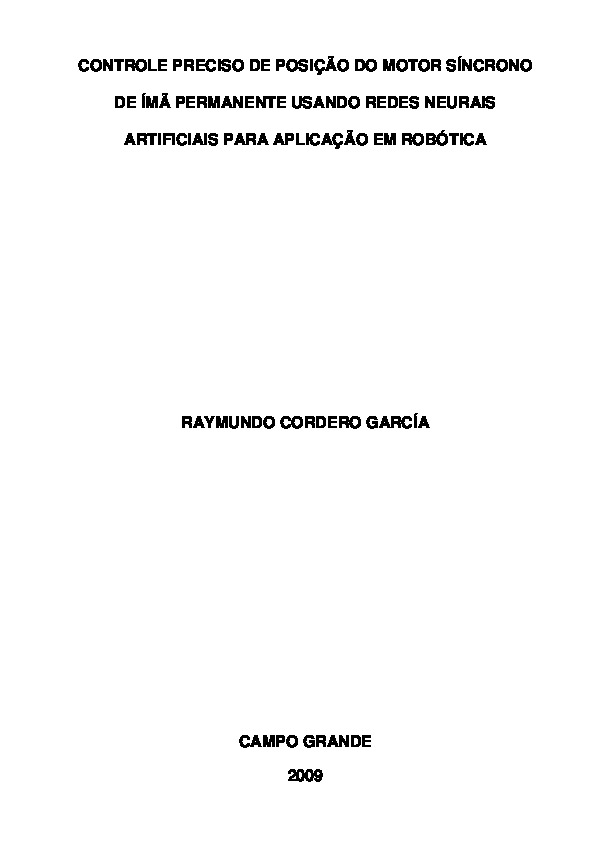 CONTROLE PRECISO DE POSIÇÃO DO MOTOR SÍNCRONO
DE ÍMÃ PERMANENTE USANDO REDES NEURAIS
ARTIFICIAIS PARA APLICAÇÃO EM ROBÓTICA
RAYMUNDO CORDERO GARCÍA
CAMPO GRANDE
2009